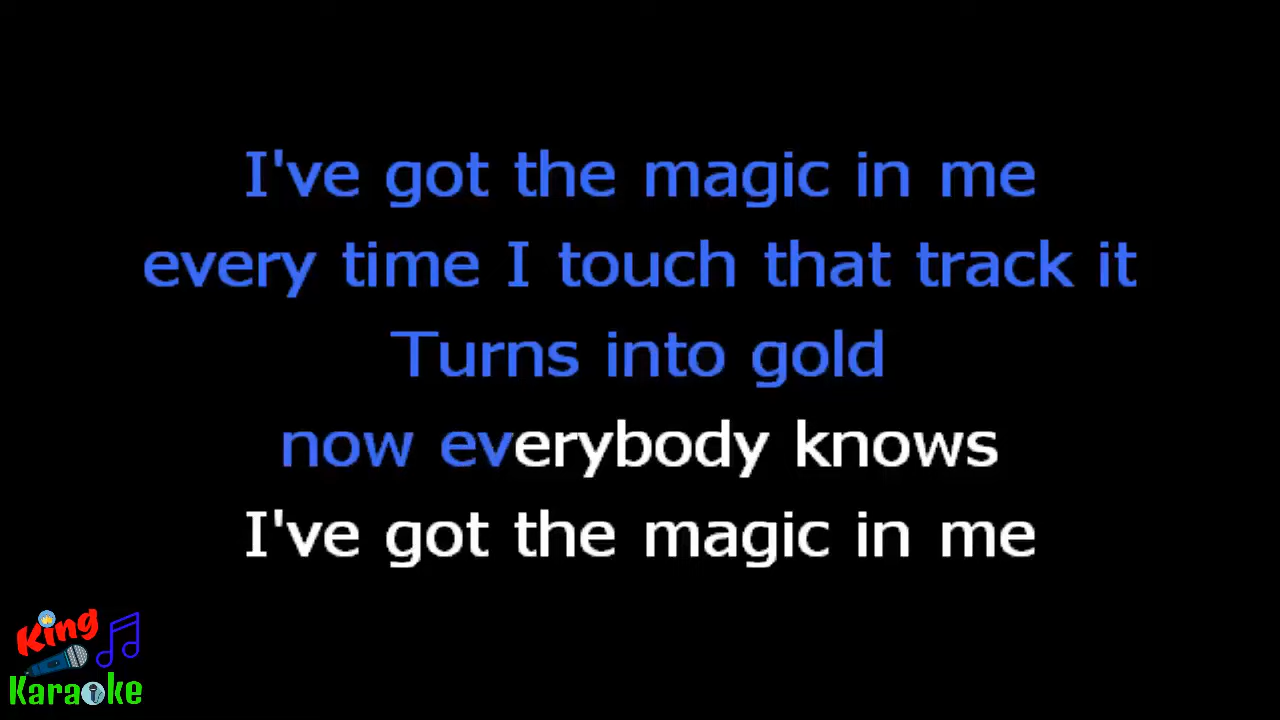 I've got the magic in me
every time I touch that track it
Turns into gold
now everybody knows
I've got the magic in me
King
Karaoke